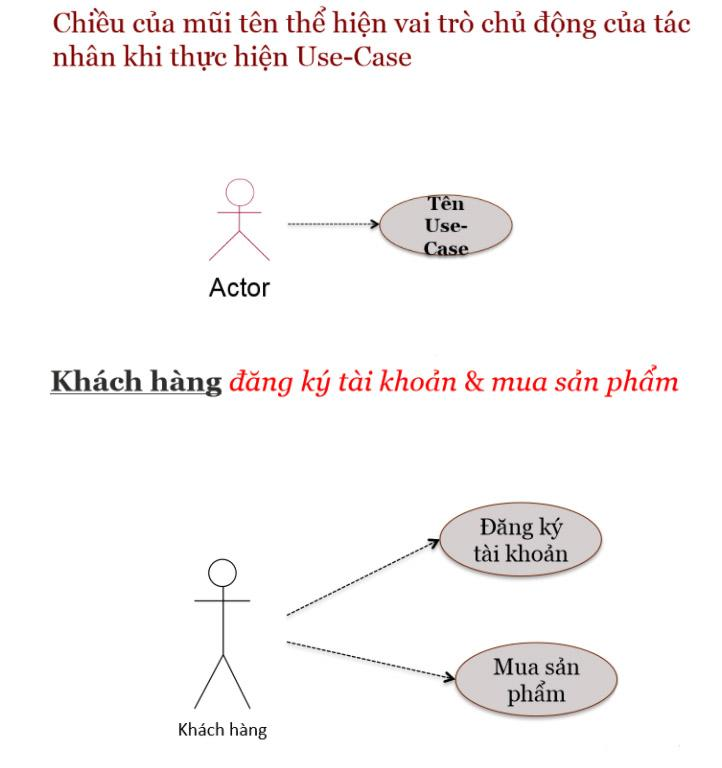 Chiều của mũi tên thể hiện vai trò chủ động của tác
nhân khi thực hiện Use-Case
Tên
Use-
Case
Actor
Khách hàng đăng ký tài khoản & mua sản phẩm
Đăng ký
tài khoản
Mua sản
phẩm
Khách hàng